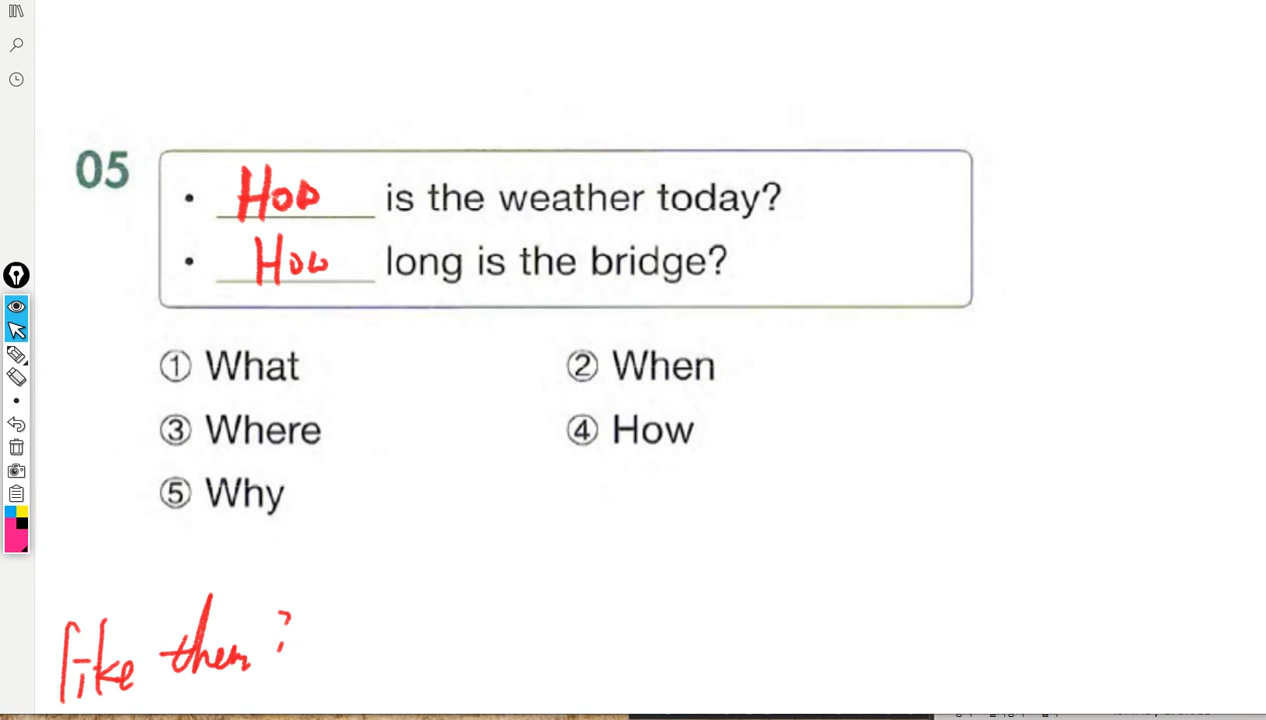 05
• How is the weather today?
• How long is the bridge?
① What ② When
③ Where ④ How
⑤ Why
like them?